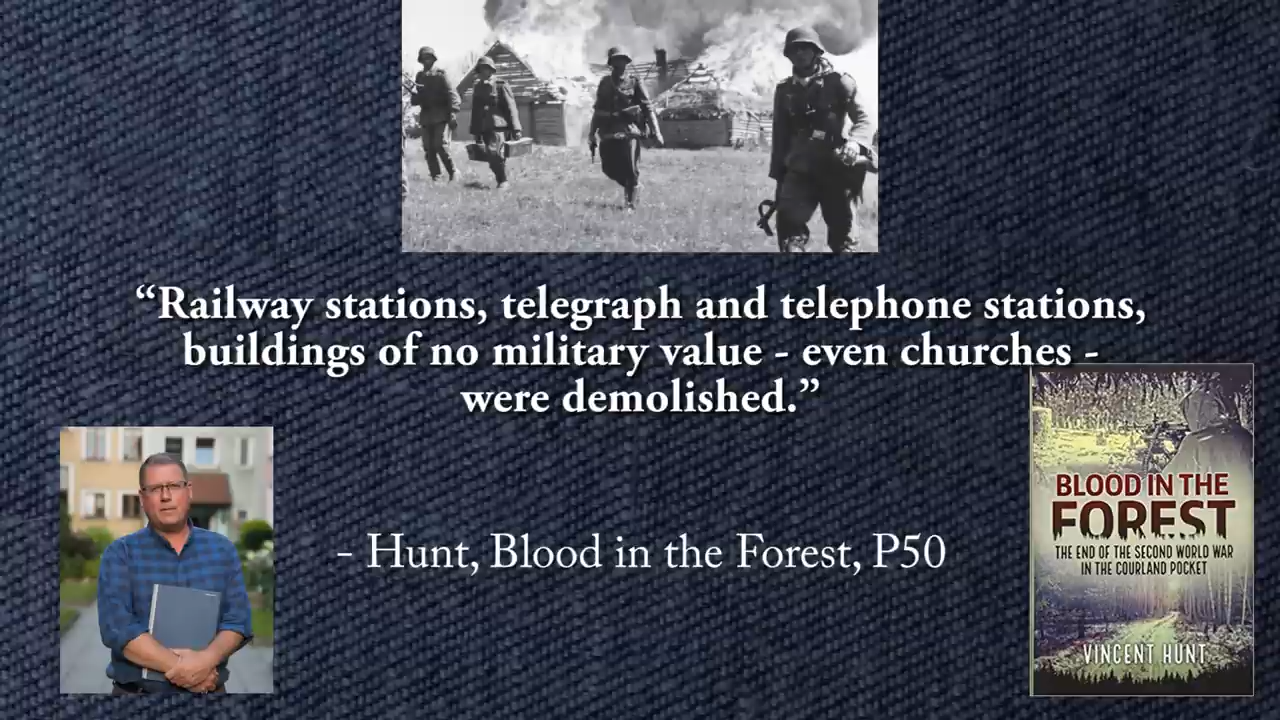 “Railway stations, telegraph and telephone stations,
buildings of no military value - even churches -
were demolished.”
- Hunt, Blood in the Forest, P50
BLOOD IN THE
FOREST
THE END OF THE SECOND WORLD WAR
IN THE COURLAND POCKET
VINCENT HUNT